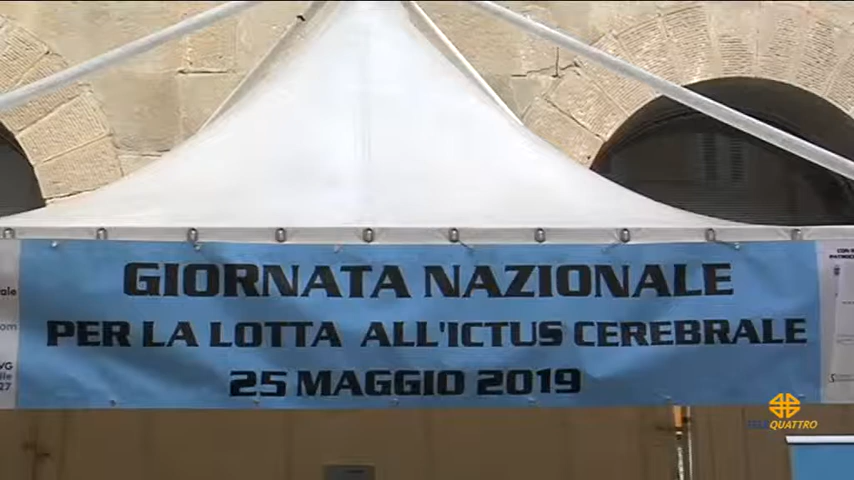 GIORNATA NAZIONALE
PER LA LOTTA ALL'ICTUS CEREBRALE
25 MAGGIO 2019
TELEQUATTRO